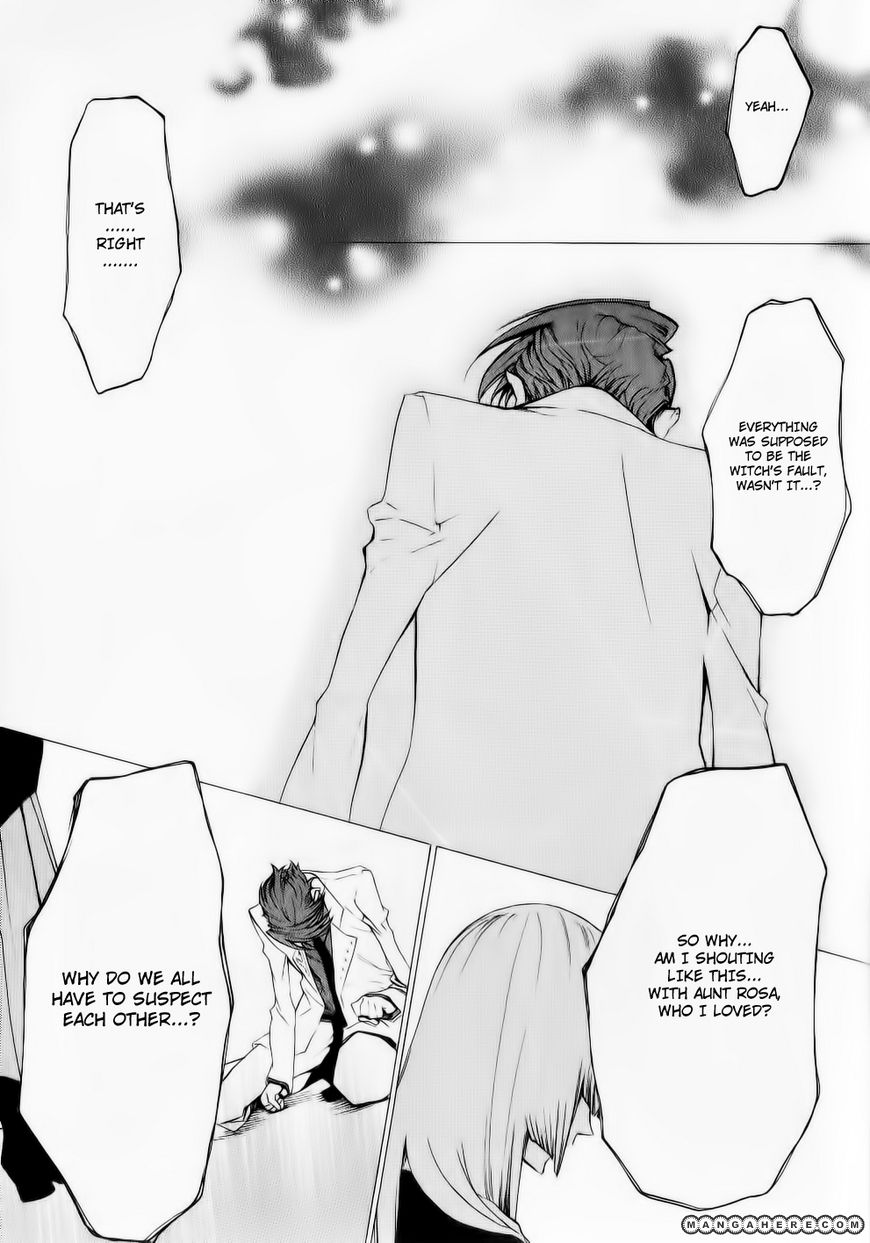 YEAH...
THAT'S
......
RIGHT
.......
EVERYTHING
WAS SUPPOSED
TO BE THE
WITCH'S FAULT,
WASN'T IT...?
SO WHY...
AM I SHOUTING
LIKE THIS...
WITH AUNT ROSA,
WHO I LOVED?
WHY DO WE ALL
HAVE TO SUSPECT
EACH OTHER...?
MANGAHERE.COM